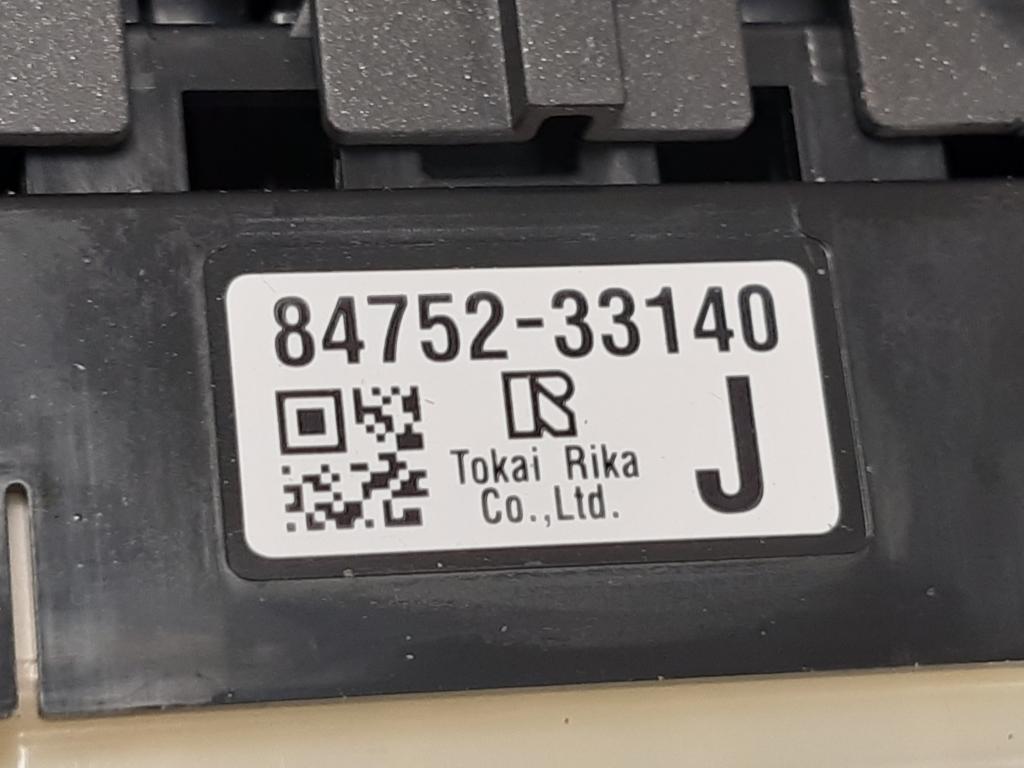 84752-33140
R
J
Tokai Rika
Co.,Ltd.